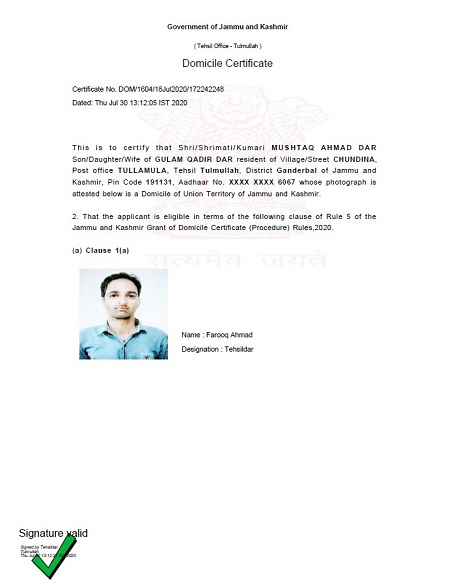 Government of Jammu and Kashmir
( Tehsil Office - Tulmullah )
Domicile Certificate
Certificate No. DOM/1604/18Jul2020/172242248
Dated: Thu Jul 30 13:12:05 IST 2020
This is to certify that Shri/Shrimati/Kumari MUSHTAQ AHMAD DAR
Son/Daughter/Wife of GULAM QADIR DAR resident of Village/Street CHUNDINA,
Post office TULLAMULA, Tehsil Tulmullah, District Ganderbal of Jammu and
Kashmir, Pin Code 191131, Aadhaar No. XXXX XXXX 6067 whose photograph is
attested below is a Domicile of Union Territory of Jammu and Kashmir.
2. That the applicant is eligible in terms of the following clause of Rule 5 of the
Jammu and Kashmir Grant of Domicile Certificate (Procedure) Rules,2020.
(a) Clause 1(a)
सत्यमेव जयते
Name : Farooq Ahmad
Designation : Tehsildar
Signature valid
Signed by Tehsildar
Tulmullah
Thu Jul 2020